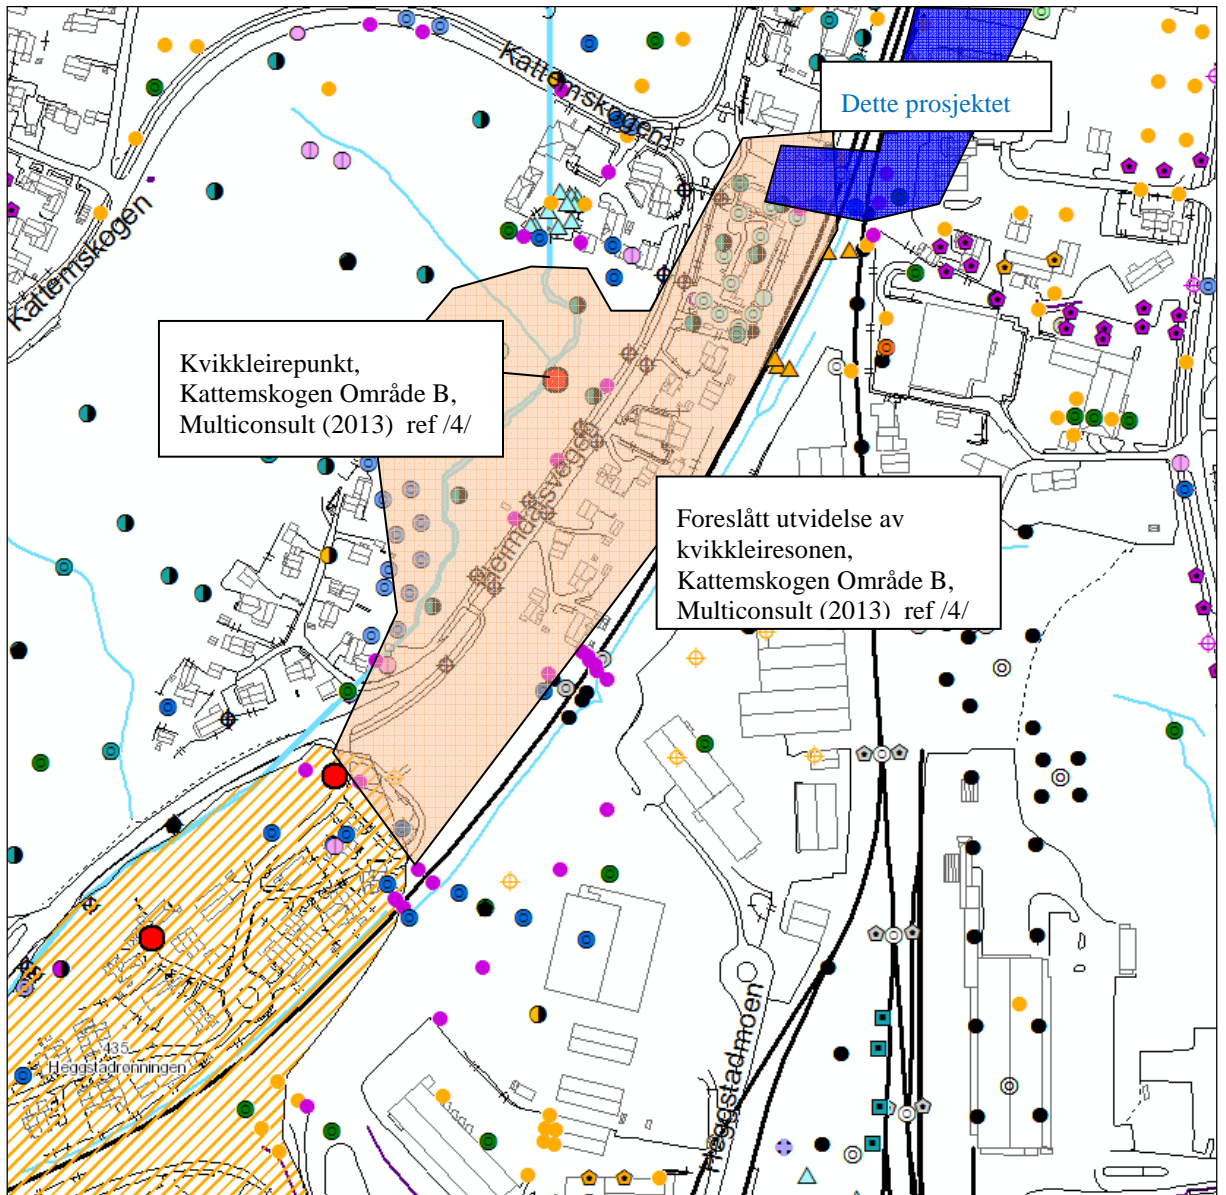 Kattemskogen
Dette prosjektet
Kattemskogen
Kvikkleirepunkt,
Kattemskogen Område B,
Multiconsult (2013) ref /4/
Heimdalsvegen
Foreslått utvidelse av
kvikkleiresonen,
Kattemskogen Område B,
Multiconsult (2013) ref /4/
435
Heggstadrønningen
Heggstadmoen